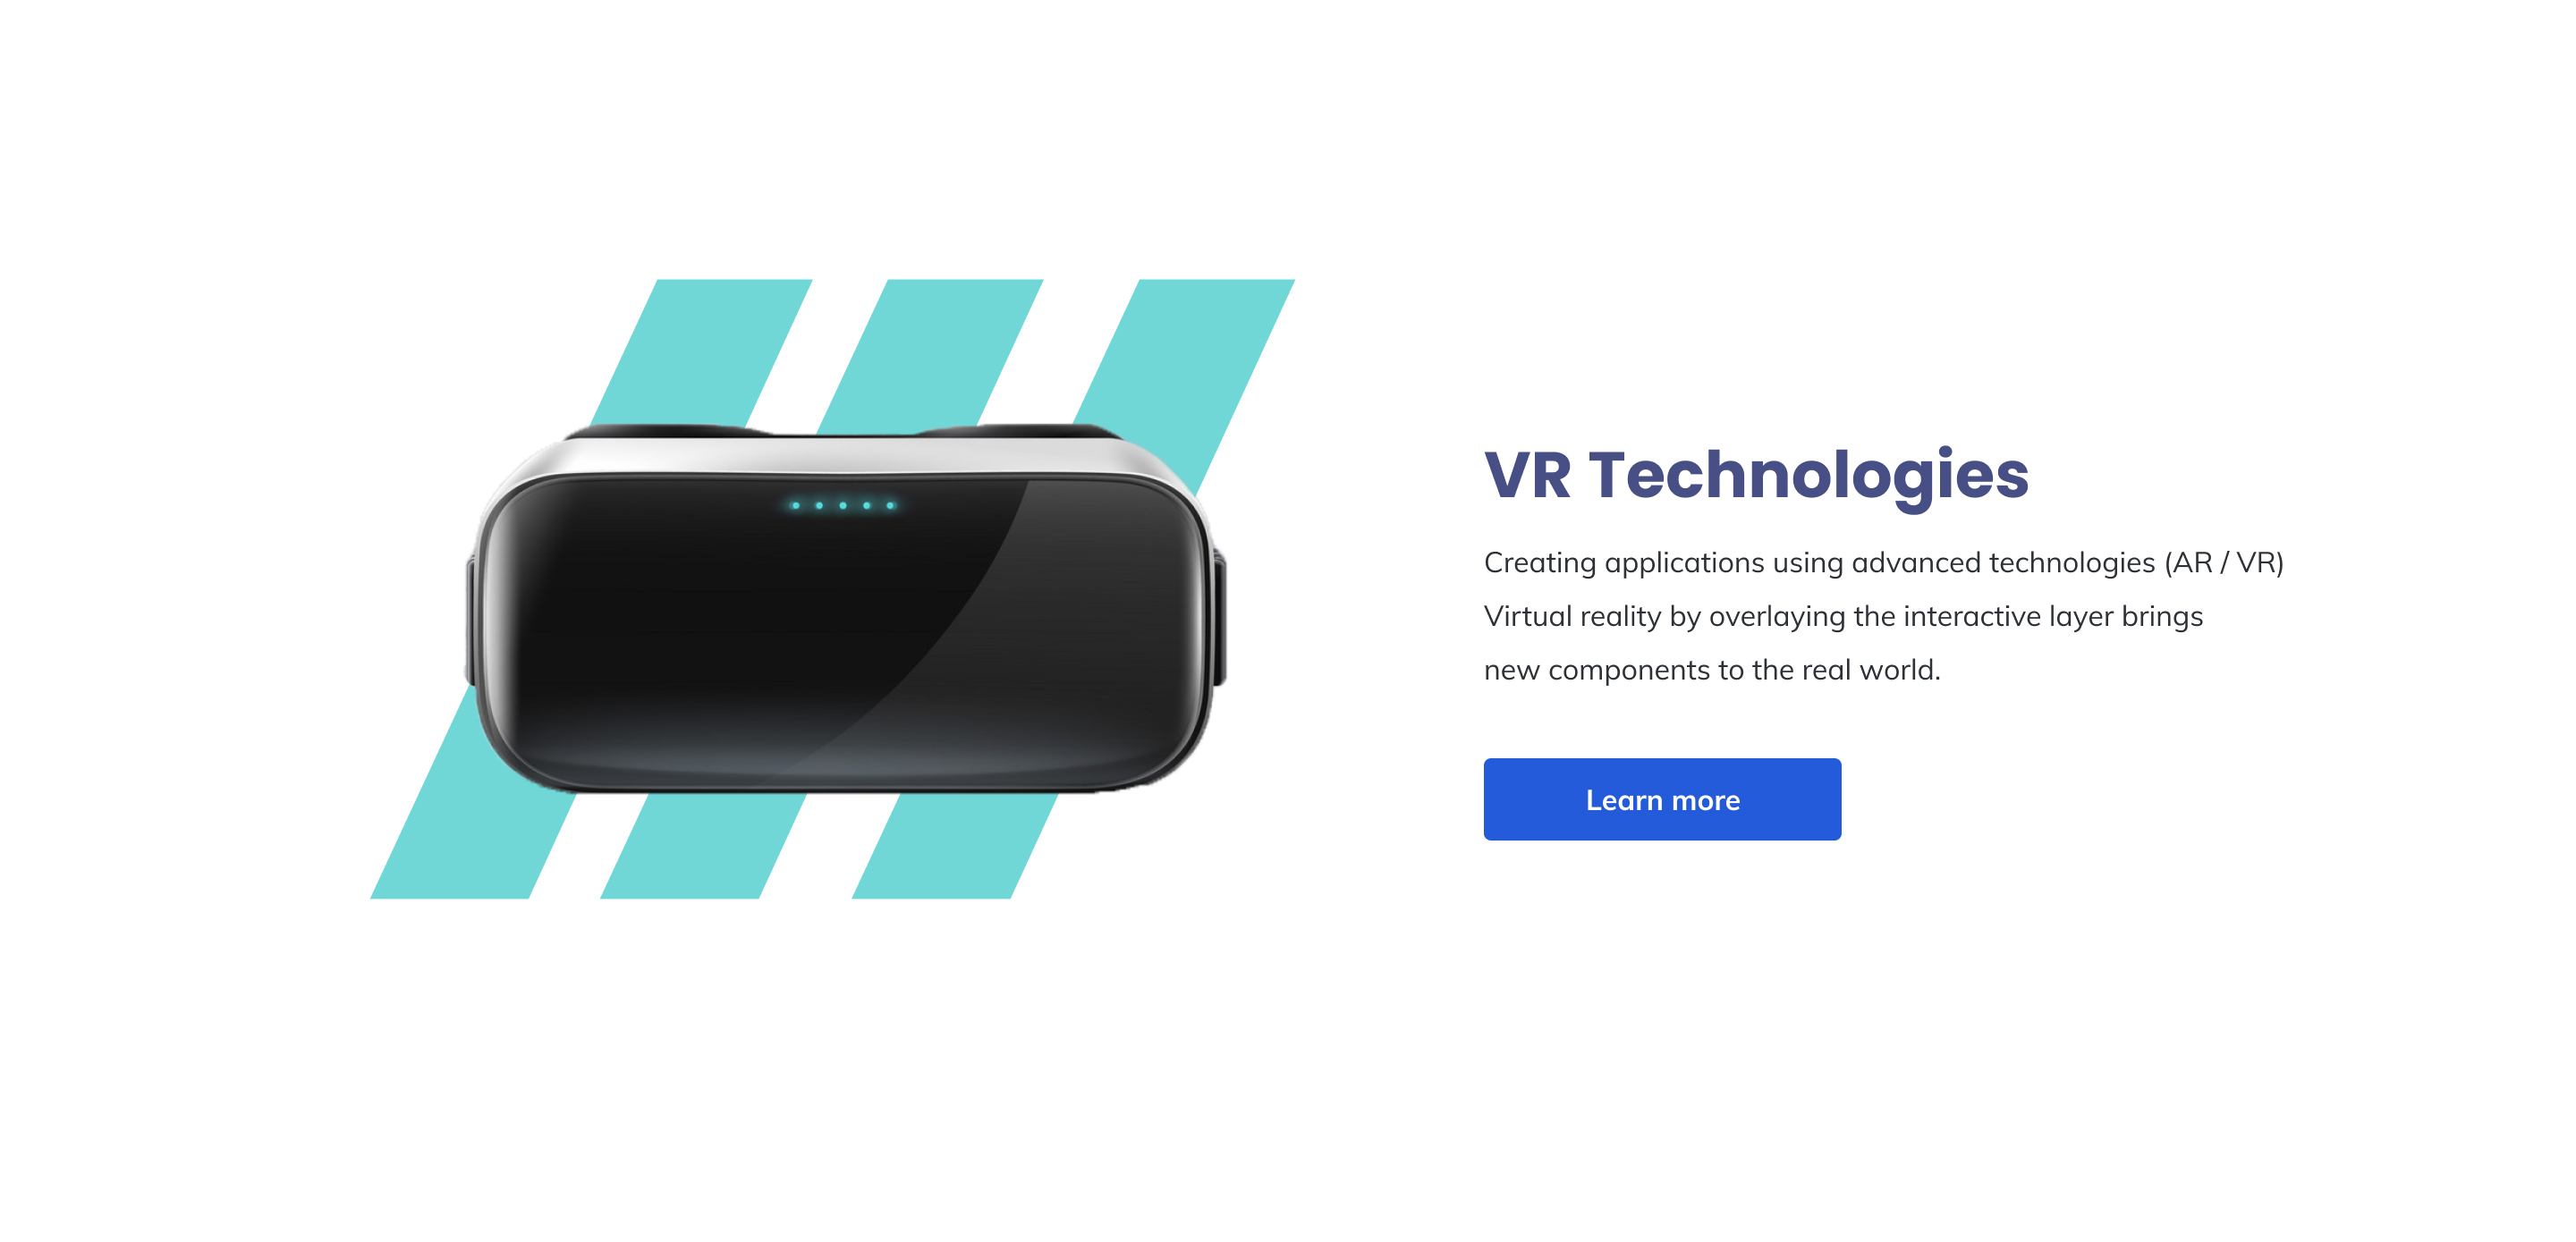 VR Technologies
Creating applications using advanced technologies (AR / VR)
Virtual reality by overlaying the interactive layer brings
new components to the real world.
Learn more